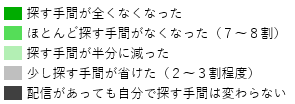 探す手間が全くなくなった
ほとんど探す手間がなくなった（７～８割）
探す手間が半分に減った
少し探す手間が省けた（２～３割程度）
配信があっても自分で探す手間は変わらない